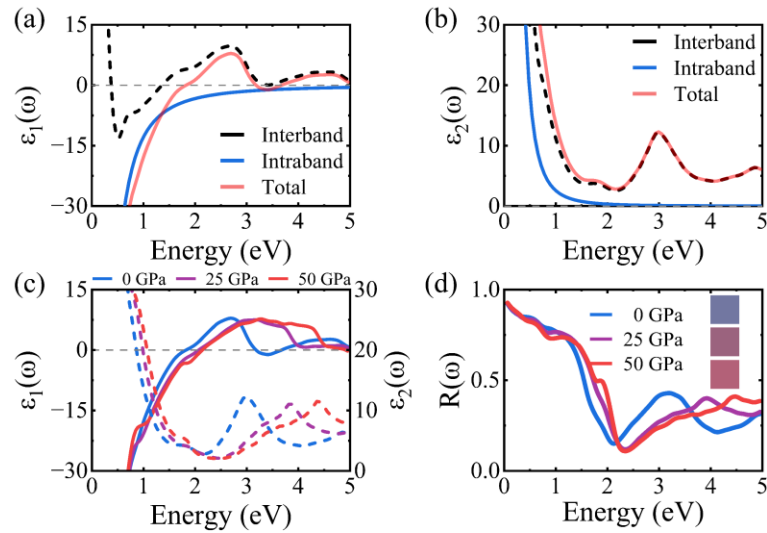 (a)
15
0
−15
−30
ε₁(ω)
Interband
Intraband
Total
0 1 2 3 4 5
Energy (eV)
(b)
30
20
10
0
ε₂(ω)
Interband
Intraband
Total
0 1 2 3 4 5
Energy (eV)
(c)
0 GPa 25 GPa 50 GPa
15
0
−15
−30
ε₁(ω)
30
20
10
0
ε₂(ω)
0 1 2 3 4 5
Energy (eV)
(d)
1.0
0.5
0.0
R(ω)
0 GPa
25 GPa
50 GPa
0 1 2 3 4 5
Energy (eV)